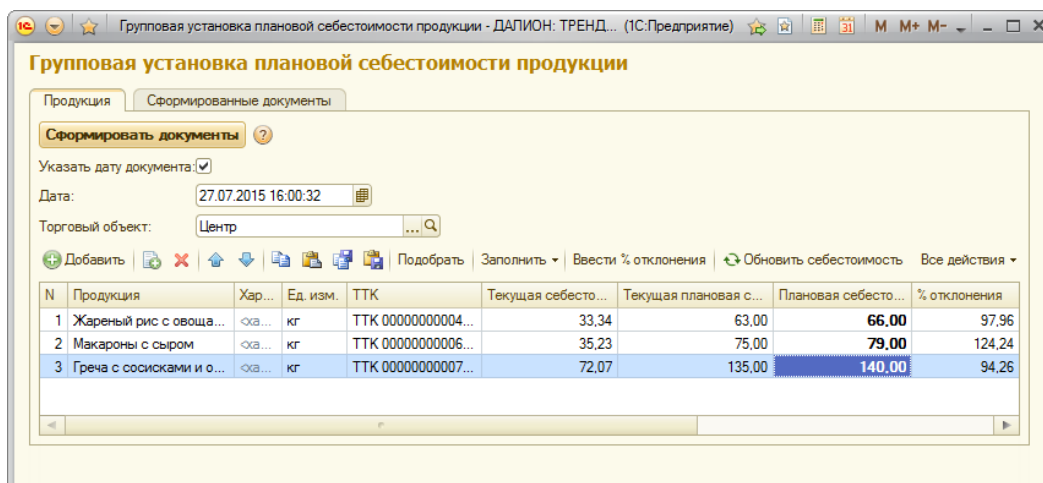 Групповая установка плановой себестоимости продукции - ДАЛИОН: ТРЕНД... (1С:Предприятие) 31 M M+ M-
Групповая установка плановой себестоимости продукции
Продукция Сформированные документы
Сформировать документы ?
Указать дату документа:
Дата: 27.07.2015 16:00:32
Торговый объект: Центр ...
Добавить Подобрать Заполнить Ввести % отклонения Обновить себестоимость Все действия
N Продукция Хар... Ед. изм. ТТК Текущая себесто... Текущая плановая с... Плановая себесто... % отклонения
1 Жареный рис с овоща... <ха... кг ТТК 00000000004... 33,34 63,00 66,00 97,96
2 Макароны с сыром <ха... кг ТТК 00000000006... 35,23 75,00 79,00 124,24
3 Греча с сосисками и о... <ха... кг ТТК 00000000007... 72,07 135,00 140,00 94,26